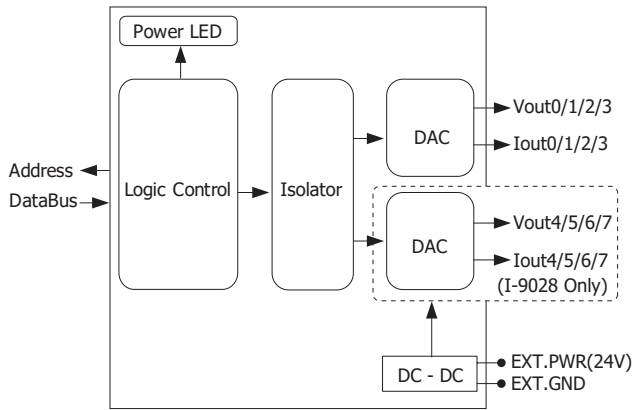 Power LED
Address
DataBus
Logic Control
Isolator
DAC
Vout0/1/2/3
Iout0/1/2/3
DAC
Vout4/5/6/7
Iout4/5/6/7
(I-9028 Only)
DC - DC
EXT.PWR(24V)
EXT.GND